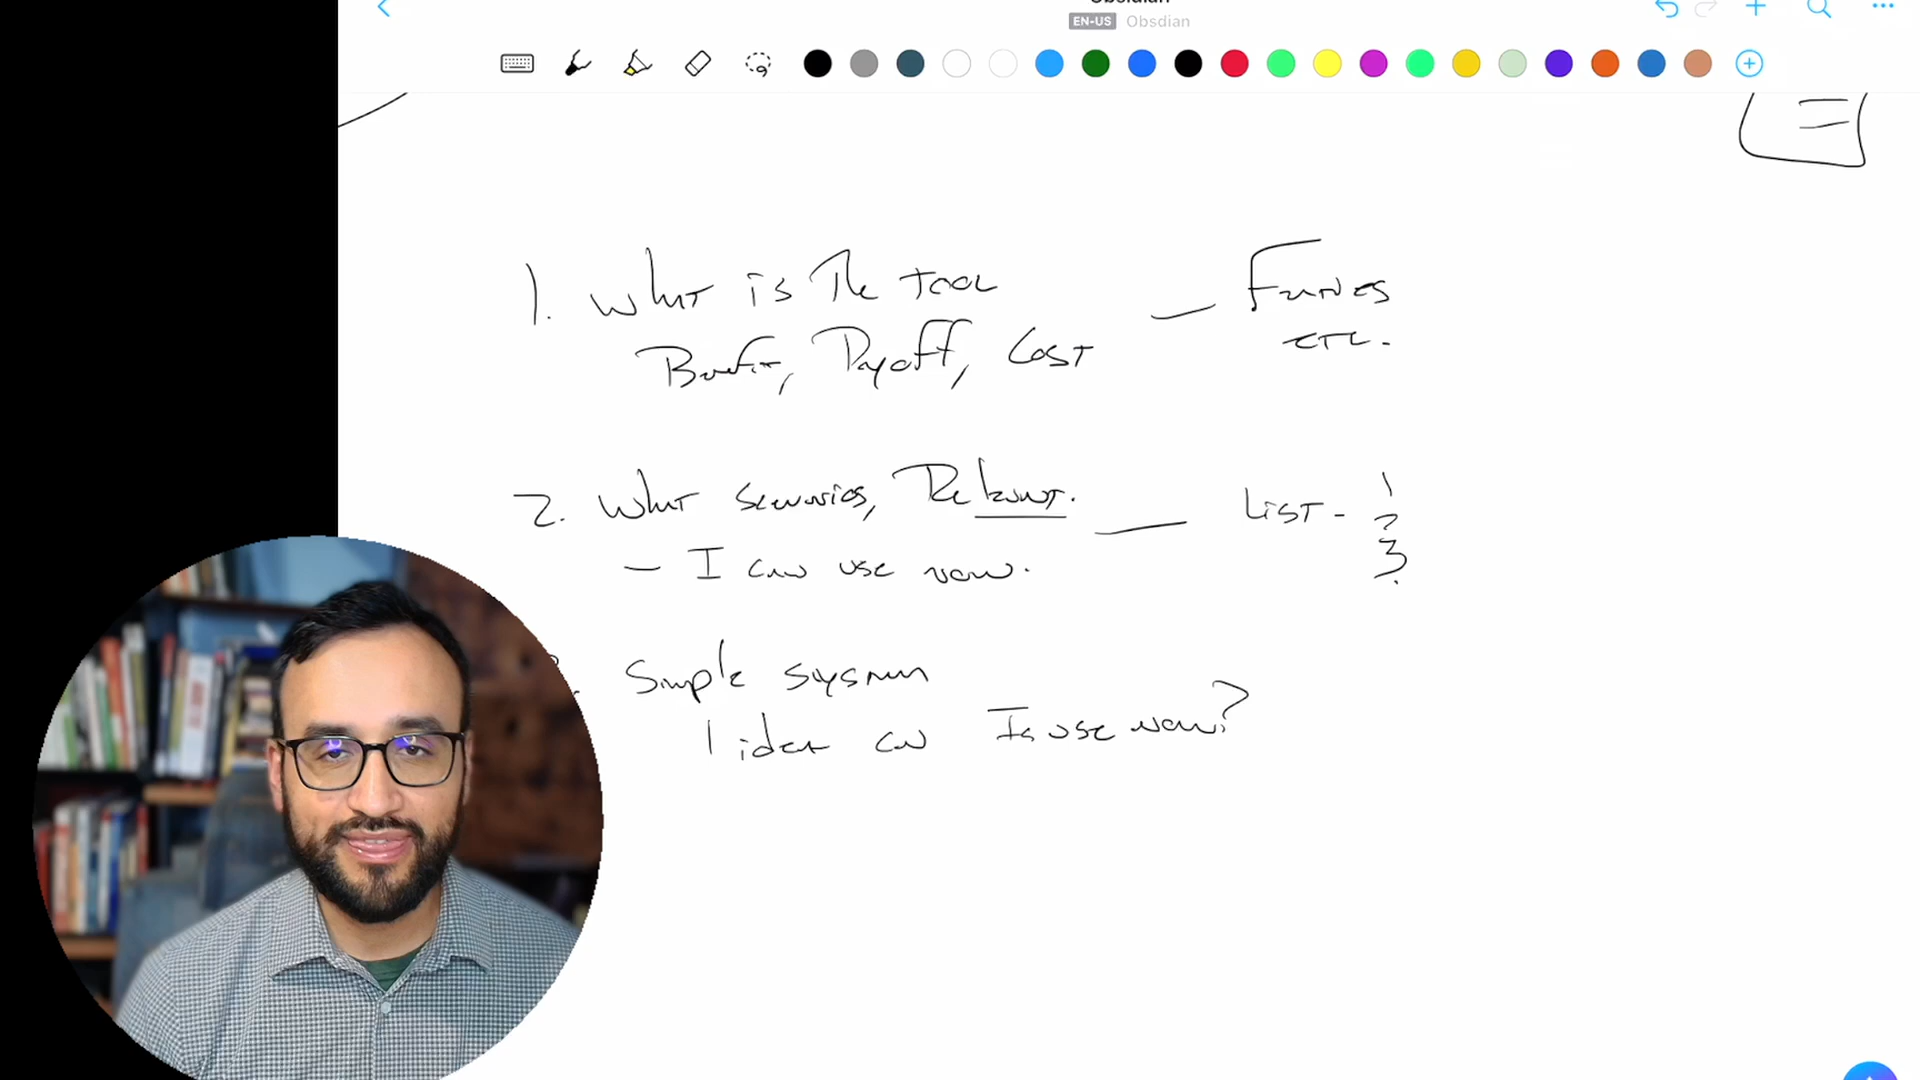 Obsidian
EN-US Obsdian
1. What is The Tool — Features
Benefit, Payoff, Cost ETC.
2. What scenarios, Relevant. — List - 1
2
— I can use now. 3
Simple system
1 idea can I use now?